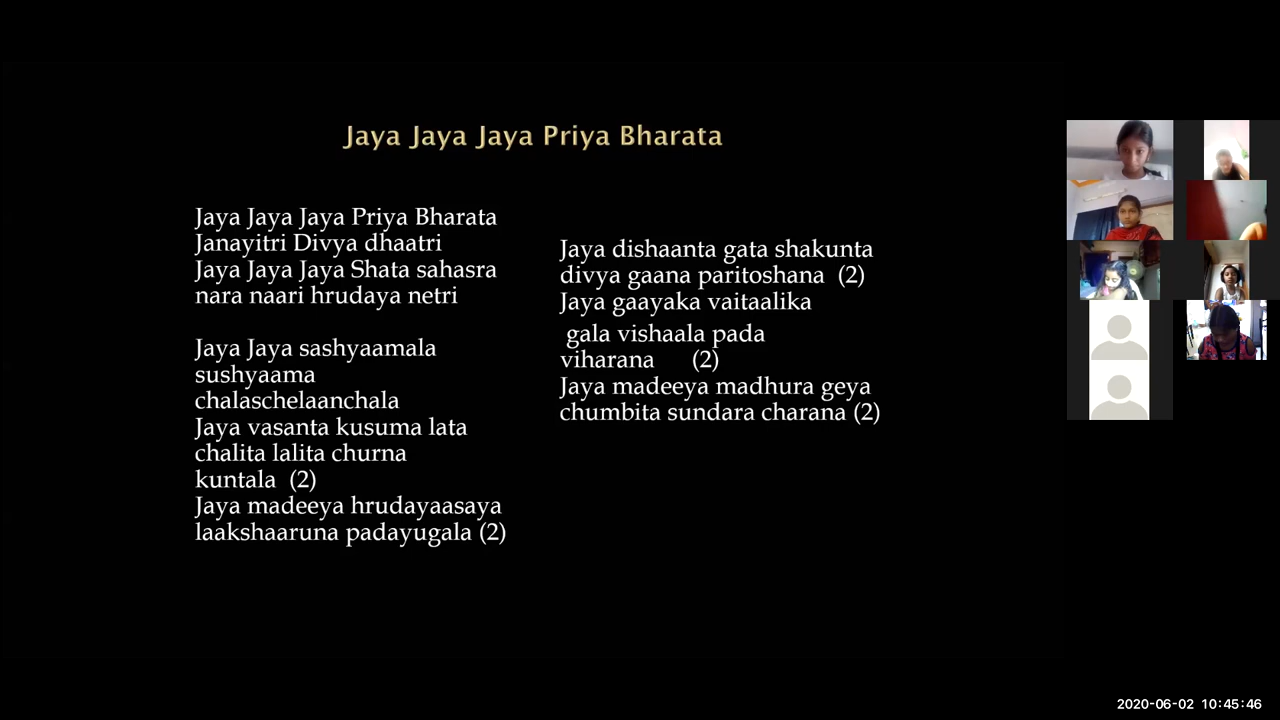 Jaya Jaya Jaya Priya Bharata
Jaya Jaya Jaya Priya Bharata
Janayitri Divya dhaatri
Jaya Jaya Jaya Shata sahasra
nara naari hrudaya netri
Jaya Jaya sashyaamala
sushyaama
chalaschelaanchala
Jaya vasanta kusuma lata
chalita lalita churna
kuntala (2)
Jaya madeeya hrudayaasaya
laakshaaruna padayugala (2)
Jaya dishaanta gata shakunta
divya gaana paritoshana (2)
Jaya gaayaka vaitaalika
gala vishaala pada
viharana (2)
Jaya madeeya madhura geya
chumbita sundara charana (2)
2020-06-02 10:45:46